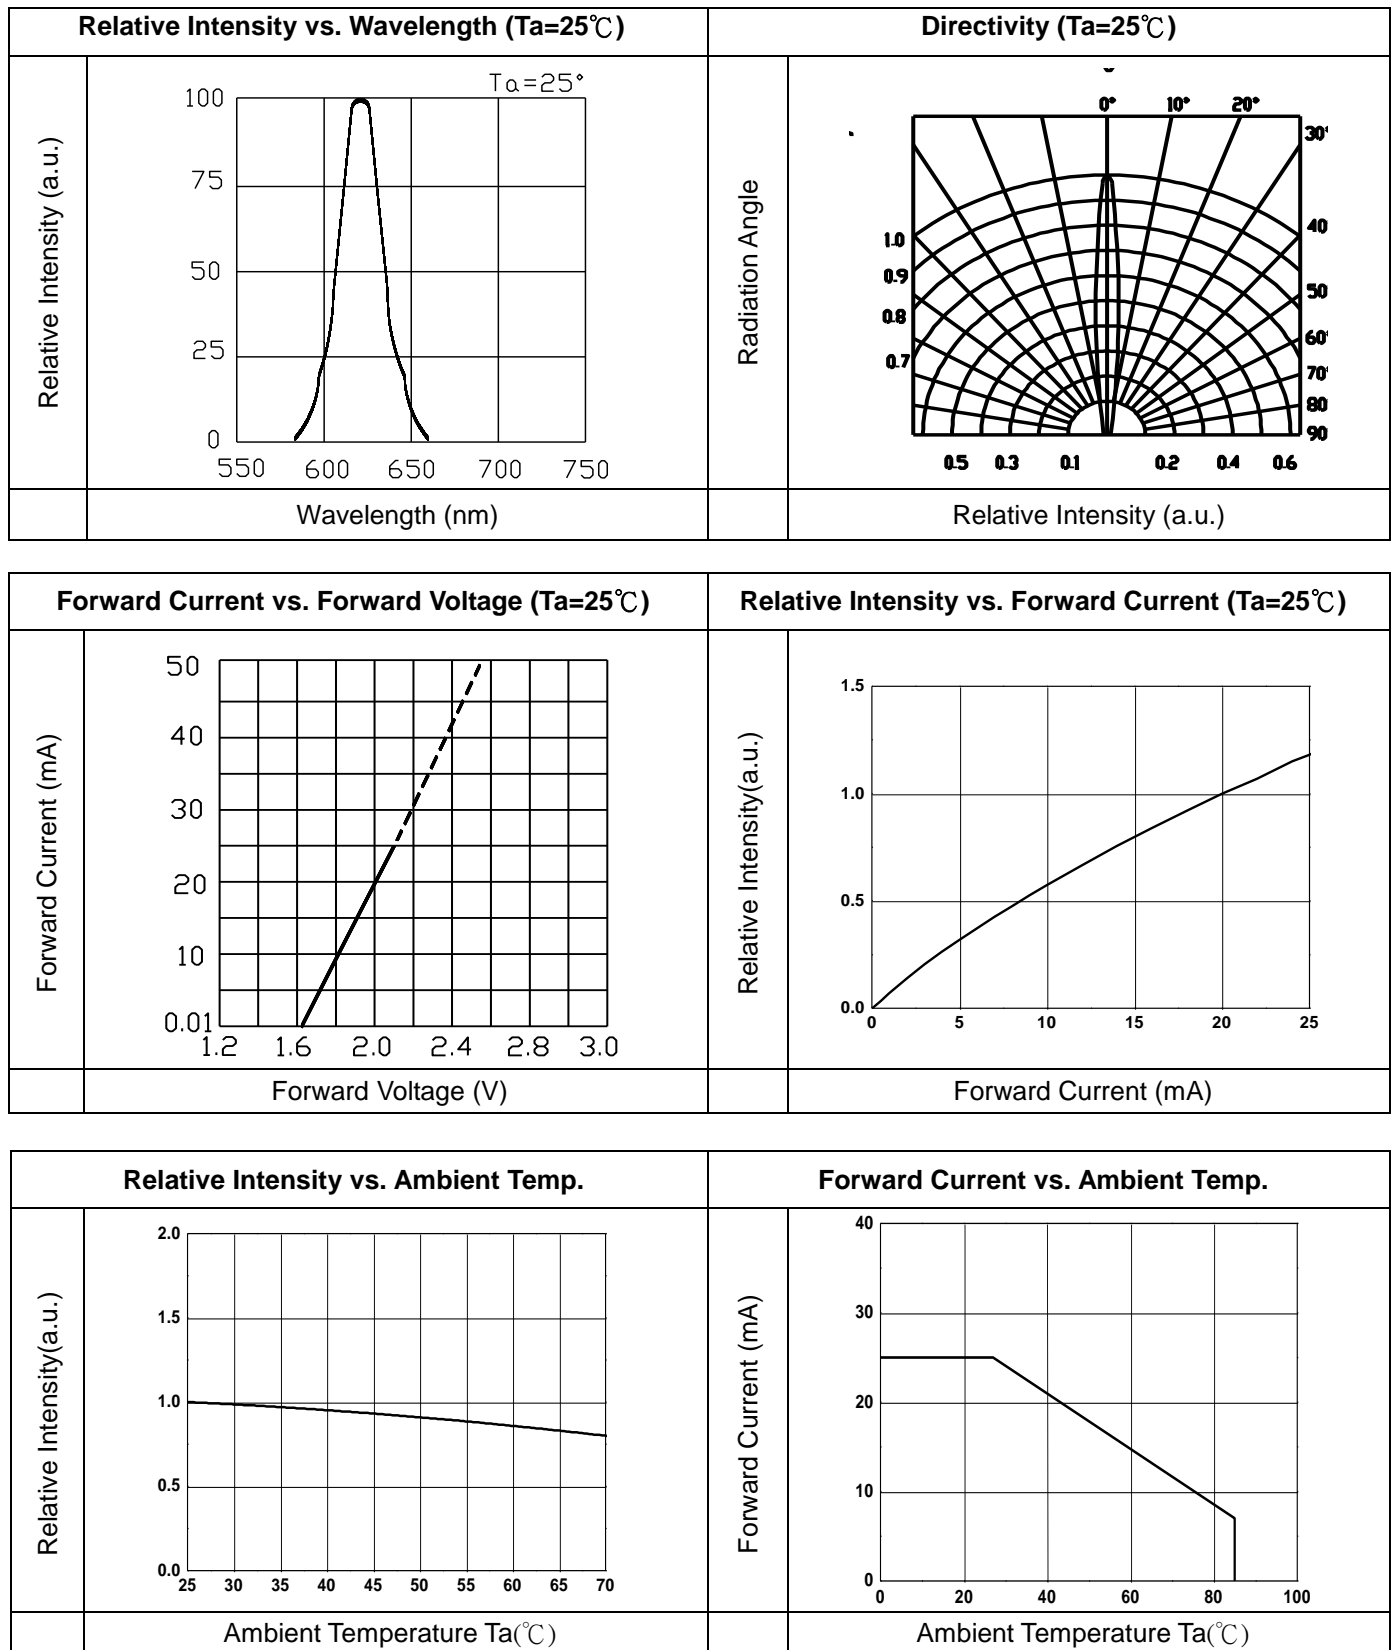 Relative Intensity vs. Wavelength (Ta=25℃)
Directivity (Ta=25℃)
Relative Intensity (a.u.)
Ta=25°
100
75
50
25
0
550 600 650 700 750
Wavelength (nm)
Radiation Angle
0° 10° 20°
30°
40
50
60°
70°
80
90
1.0
0.9
0.8
0.7
0.5 0.3 0.1 0.2 0.4 0.6
Relative Intensity (a.u.)
Forward Current vs. Forward Voltage (Ta=25℃)
Relative Intensity vs. Forward Current (Ta=25℃)
Forward Current (mA)
50
40
30
20
10
0.01
1.2 1.6 2.0 2.4 2.8 3.0
Forward Voltage (V)
Relative Intensity(a.u.)
1.5
1.0
0.5
0.0
0 5 10 15 20 25
Forward Current (mA)
Relative Intensity vs. Ambient Temp.
Forward Current vs. Ambient Temp.
Relative Intensity(a.u.)
2.0
1.5
1.0
0.5
0.0
25 30 35 40 45 50 55 60 65 70
Ambient Temperature Ta(℃)
Forward Current (mA)
40
30
20
10
0
0 20 40 60 80 100
Ambient Temperature Ta(℃)